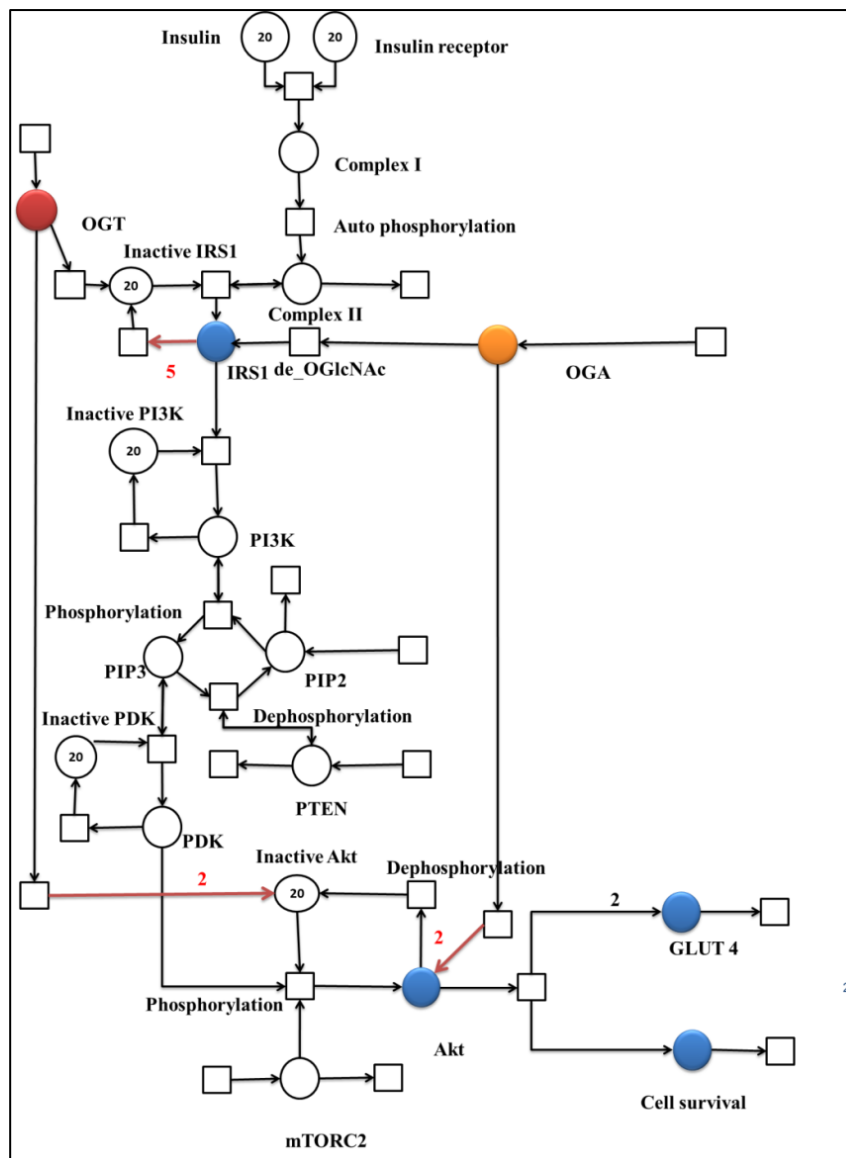 Insulin
20
20
Insulin receptor
Complex I
Auto phosphorylation
OGT
Inactive IRS1
20
Complex II
5
IRS1
de_OGlcNAc
OGA
Inactive PI3K
20
PI3K
Phosphorylation
PIP3
PIP2
Inactive PDK
Dephosphorylation
20
PTEN
PDK
Inactive Akt
Dephosphorylation
2
20
2
2
GLUT 4
Phosphorylation
2
Akt
Cell survival
mTORC2